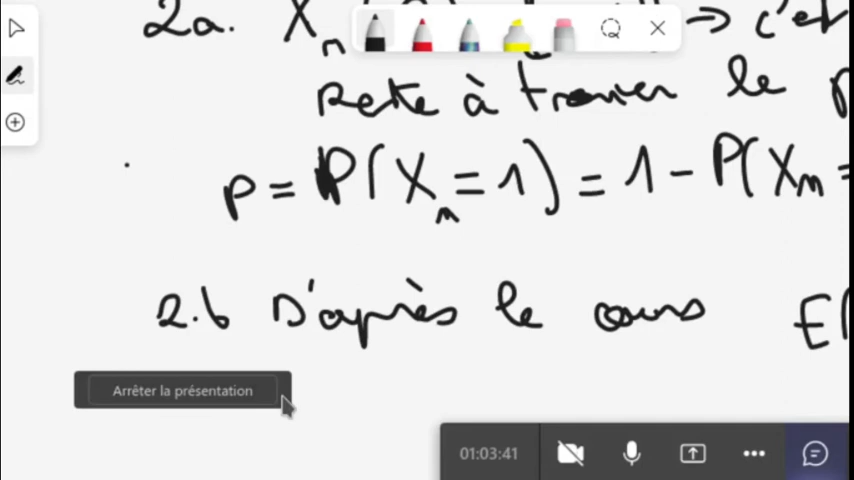 2a. Xₙ → c'est
Reste à trouver le
p = P(Xₙ = 1) = 1 - P(Xₙ =
2.b D'après le cours E(
Arrêter la présentation
01:03:41